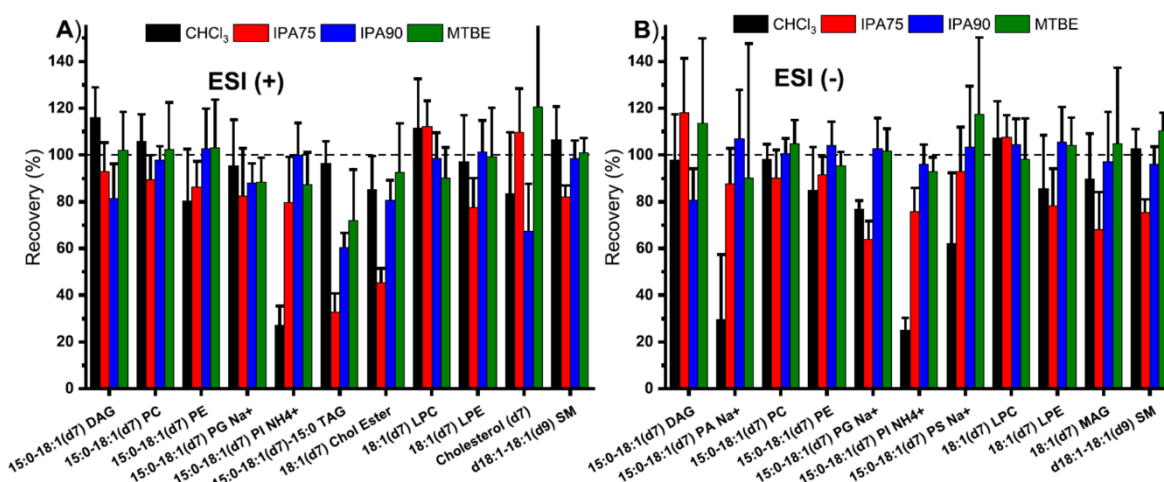 A)
CHCl₃ IPA75 IPA90 MTBE
ESI (+)
Recovery (%)
140
120
100
80
60
40
20
0
15:0-18:1(d7) DAG
15:0-18:1(d7) PC
15:0-18:1(d7) PE
15:0-18:1(d7) PG Na+
15:0-18:1(d7) PI NH4+
15:0-18:1(d7)-15:0 TAG
18:1(d7) Chol Ester
18:1(d7) LPC
18:1(d7) LPE
Cholesterol (d7)
d18:1-18:1(d9) SM
B)
CHCl₃ IPA75 IPA90 MTBE
ESI (-)
Recovery (%)
140
120
100
80
60
40
20
0
15:0-18:1(d7) DAG
15:0-18:1(d7) PA Na+
15:0-18:1(d7) PC
15:0-18:1(d7) PE
15:0-18:1(d7) PG Na+
15:0-18:1(d7) PI NH4+
15:0-18:1(d7) PS Na+
18:1(d7) LPC
18:1(d7) LPE
18:1(d7) MAG
d18:1-18:1(d9) SM